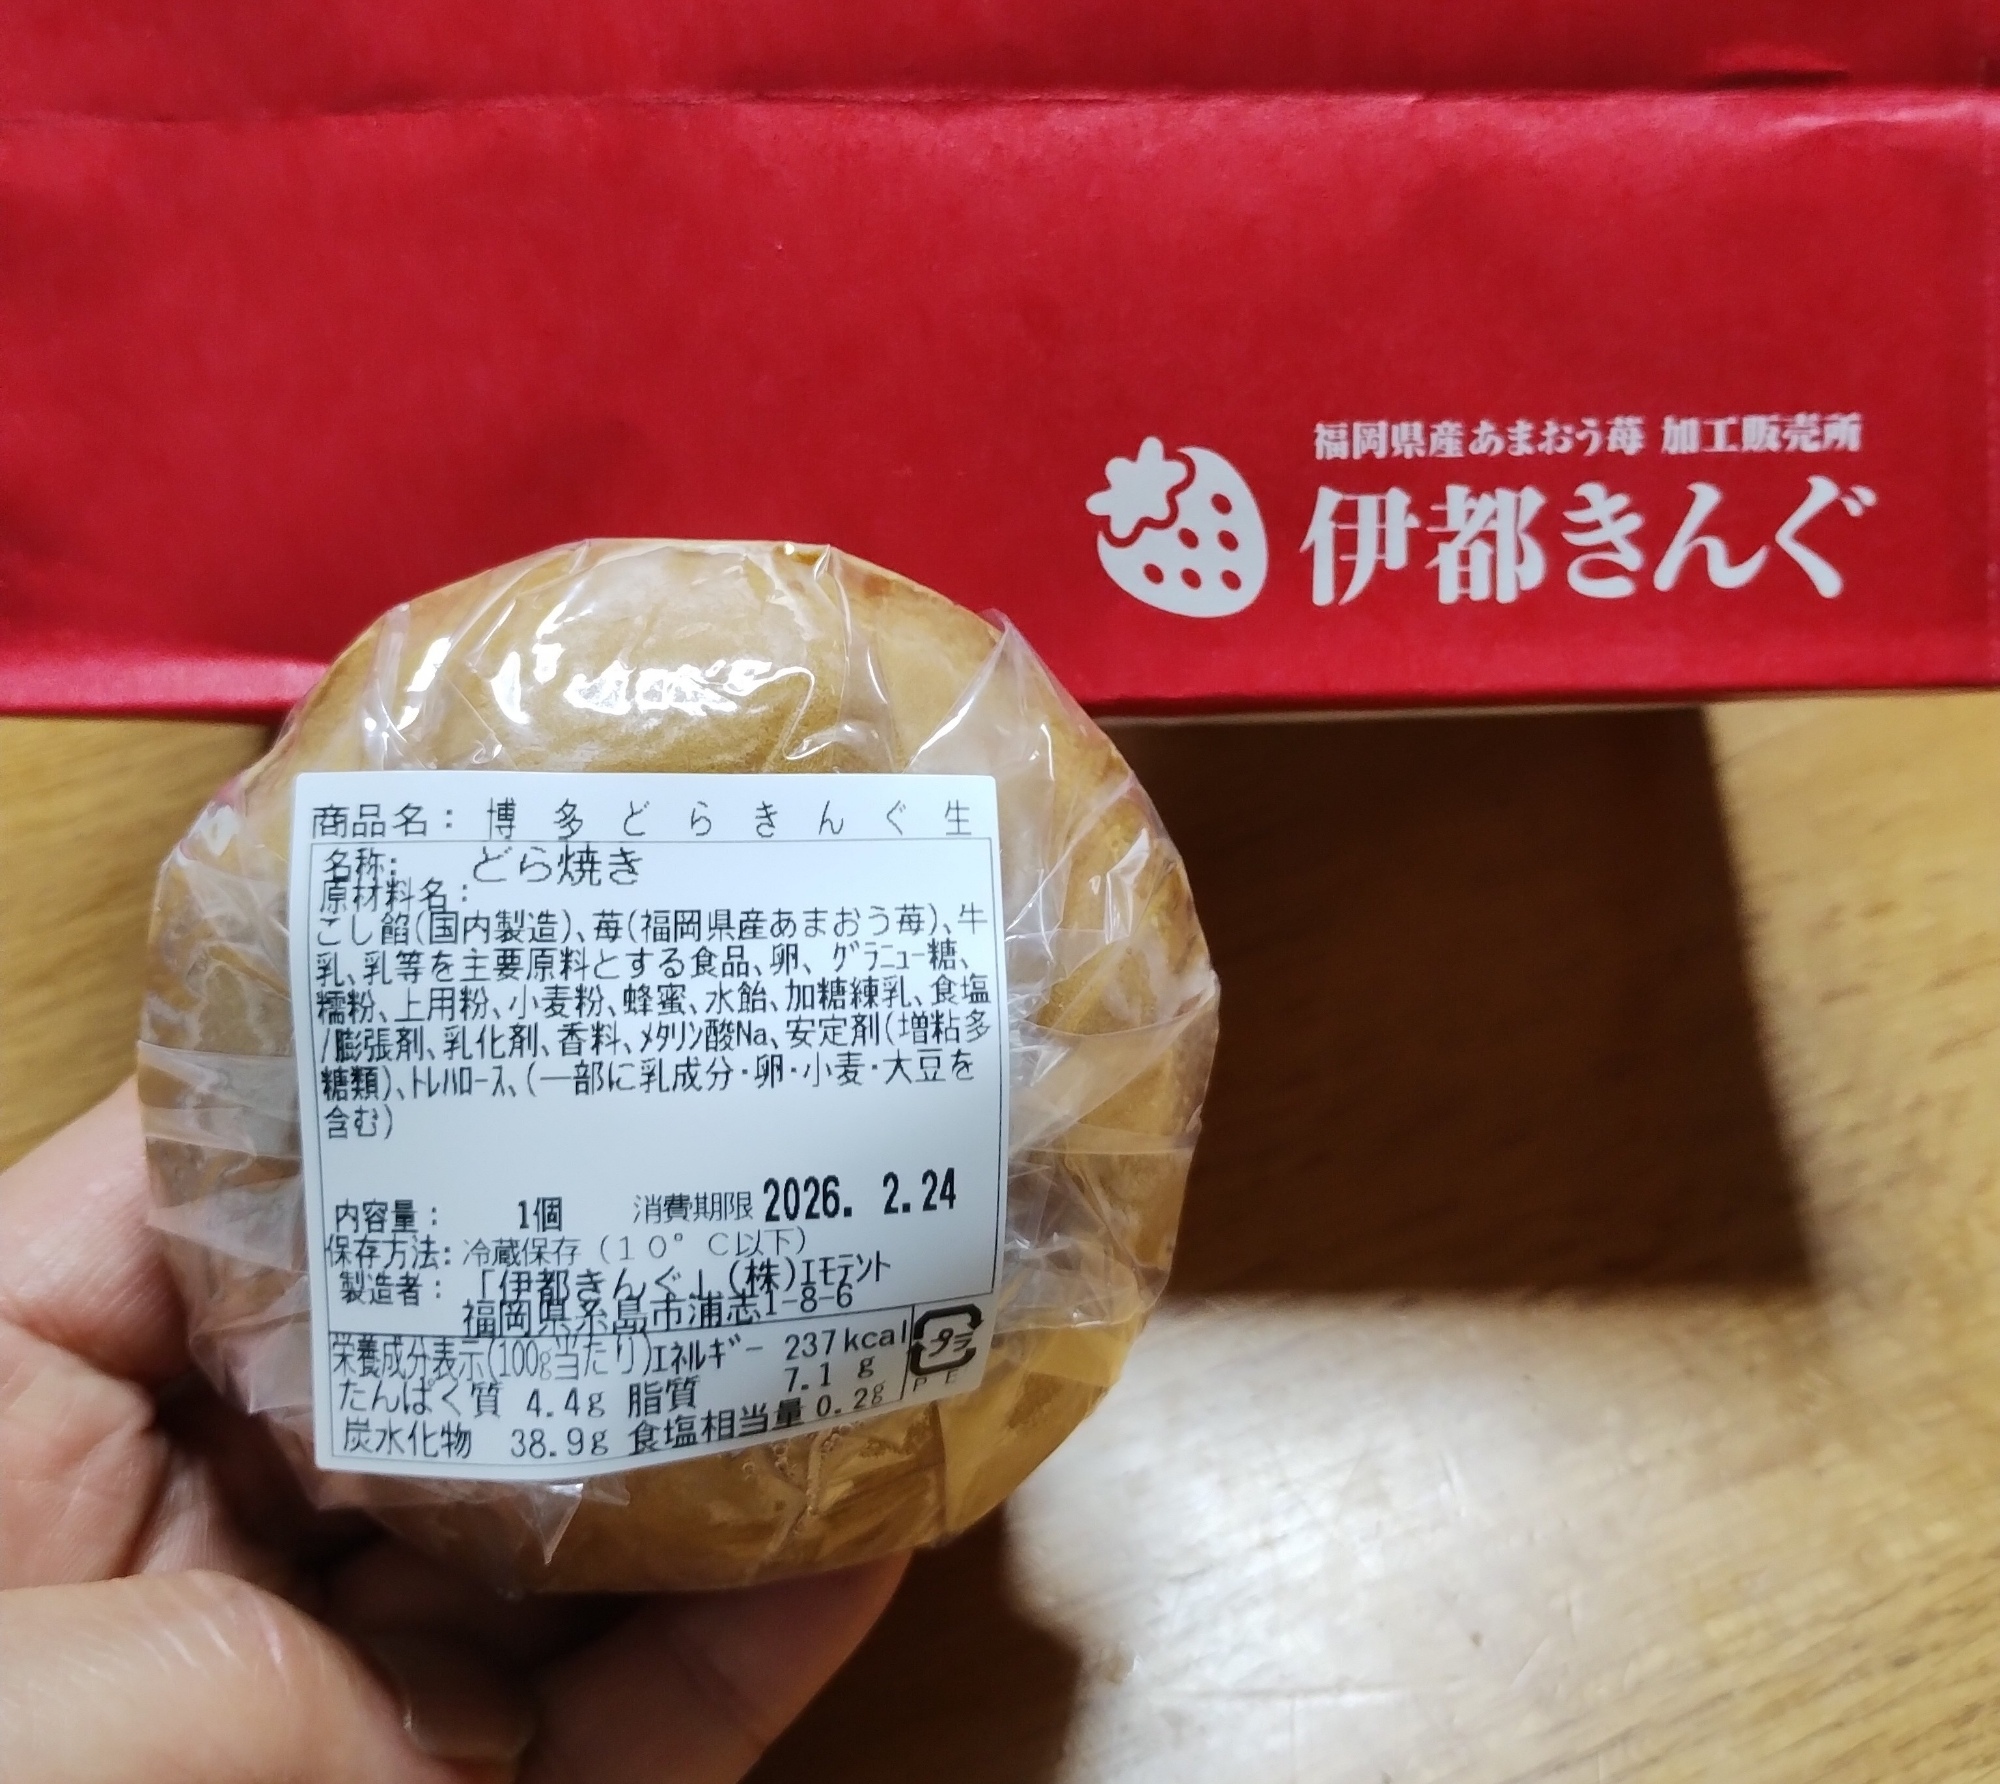 福岡県産あまおう苺 加工販売所
伊都きんぐ
商品名: 博多どらきんぐ生
名称: どら焼き
原材料名:
こし餡(国内製造)、苺(福岡県産あまおう苺)、牛
乳、乳等を主要原料とする食品、卵、グラニュー糖、
糯粉、上用粉、小麦粉、蜂蜜、水飴、加糖練乳、食塩
/膨張剤、乳化剤、香料、メタリン酸Na、安定剤(増粘多
糖類)、トレハロース、(一部に乳成分・卵・小麦・大豆を
含む)
内容量: 1個 消費期限 2026. 2.24
保存方法: 冷蔵保存(10°C以下)
製造者: 「伊都きんぐ」(株)エモテント
福岡県糸島市浦志1-8-6
栄養成分表示(100g当たり)エネルギー 237kcal
たんぱく質 4.4g 脂質 7.1g
炭水化物 38.9g 食塩相当量 0.2g
プラ
PE